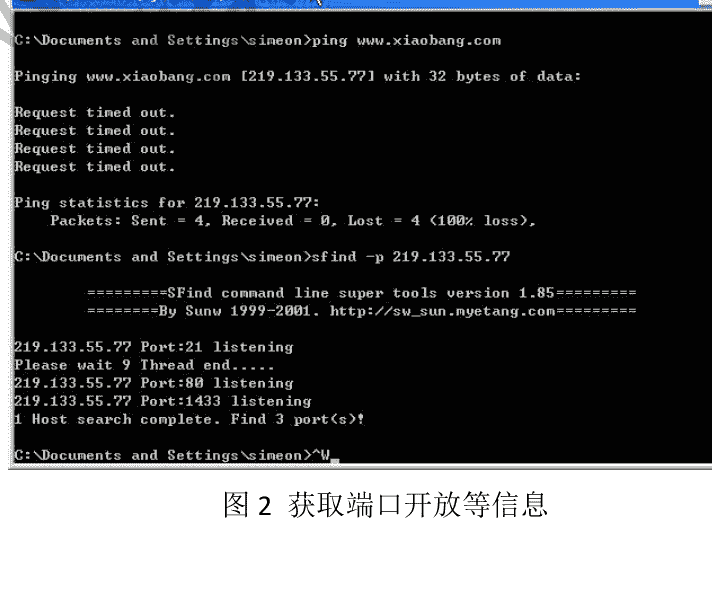 C:\Documents and Settings\simeon>ping www.xiaobang.com
Pinging www.xiaobang.com [219.133.55.77] with 32 bytes of data:
Request timed out.
Request timed out.
Request timed out.
Request timed out.
Ping statistics for 219.133.55.77:
Packets: Sent = 4, Received = 0, Lost = 4 (100% loss),
C:\Documents and Settings\simeon>sfind -p 219.133.55.77
=========SFind command line super tools version 1.85=========
========By Sunw 1999-2001. http://sw_sun.myetang.com=========
219.133.55.77 Port:21 listening
Please wait 9 Thread end.....
219.133.55.77 Port:80 listening
219.133.55.77 Port:1433 listening
1 Host search complete. Find 3 port(s)!
C:\Documents and Settings\simeon>^W_
图 2 获取端口开放等信息